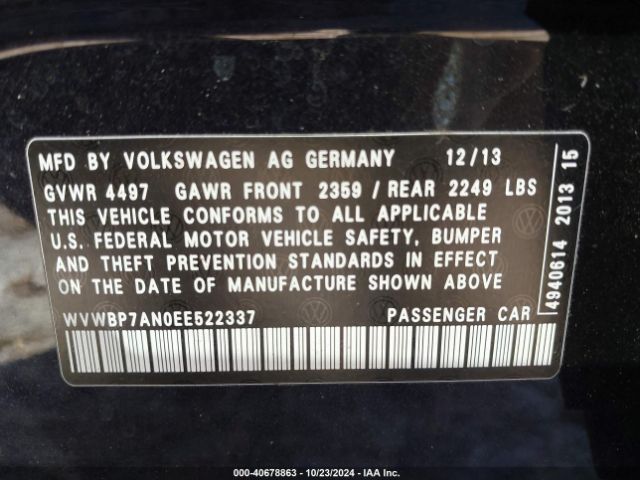 MFD BY VOLKSWAGEN AG GERMANY 12/13
GVWR 4497 GAWR FRONT 2359 / REAR 2249 LBS
THIS VEHICLE CONFORMS TO ALL APPLICABLE
U.S. FEDERAL MOTOR VEHICLE SAFETY, BUMPER
AND THEFT PREVENTION STANDARDS IN EFFECT
ON THE DATE OF MANUFACTURE SHOWN ABOVE
WVWBP7AN0EE522337 PASSENGER CAR
4940614 2013 15
000-40678863 - 10/23/2024 - IAA Inc.